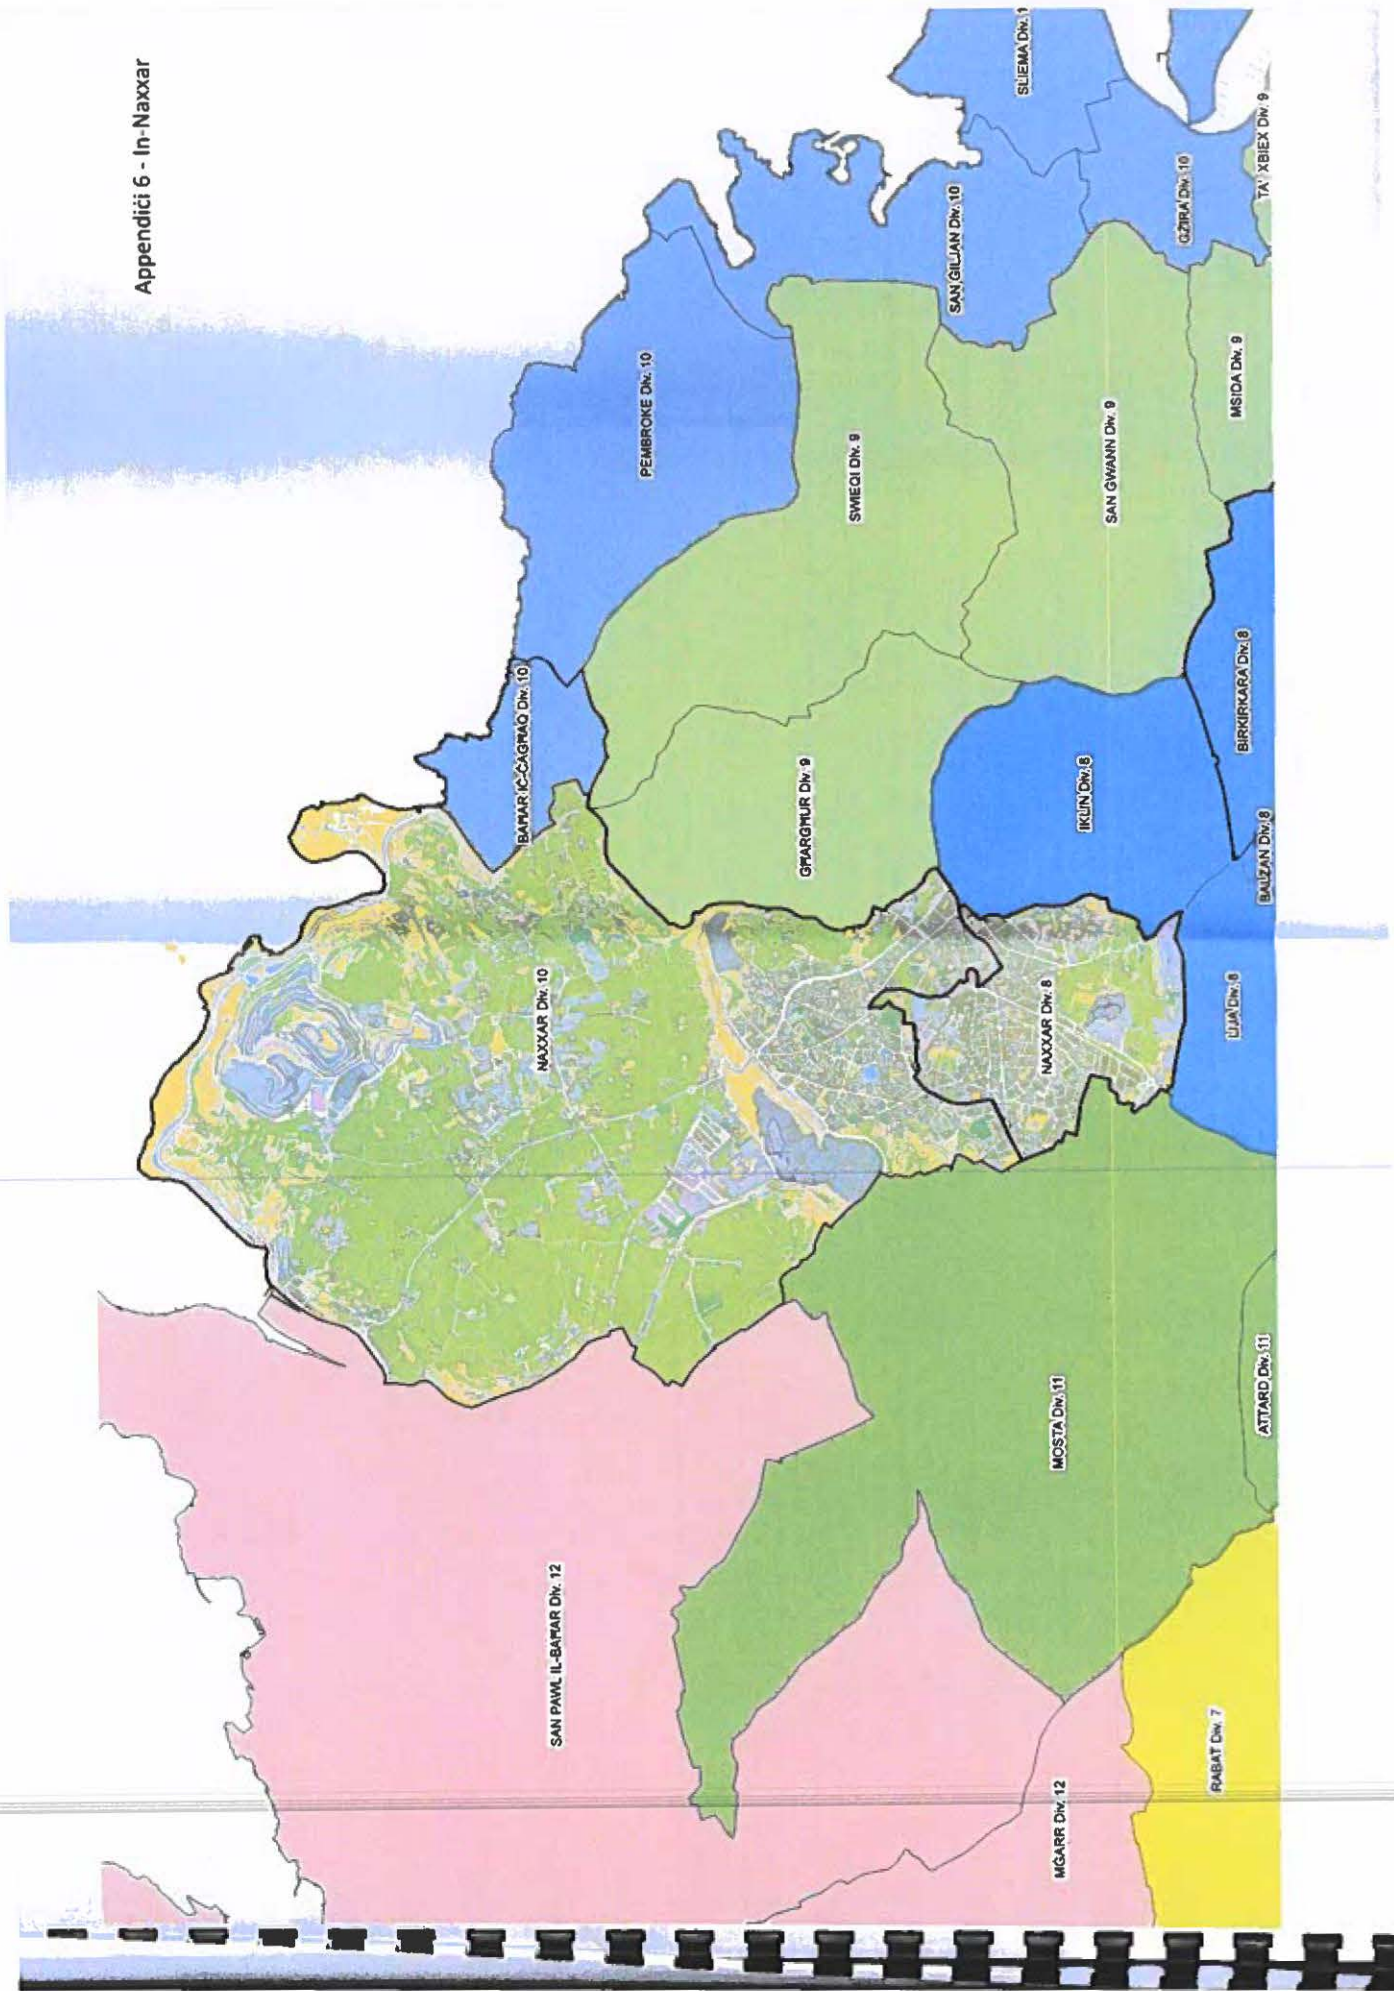 Appendiċi 6 - In-Naxxar
SLIEMA Div. 1
TA' XBIEX Div. 9
GŻIRA Div. 10
SAN ĠILJAN Div. 10
PEMBROKE Div. 10
MSIDA Div. 9
SAN ĠWANN Div. 9
SWIEQI Div. 9
BIRKIRKARA Div. 8
BAĦAR IĊ-ĊAGĦAQ Div. 10
IKLIN Div. 8
GĦARGĦUR Div. 9
BALZAN Div. 8
NAXXAR Div. 10
NAXXAR Div. 8
LIJA Div. 8
MOSTA Div. 11
ATTARD Div. 11
SAN PAWL IL-BAĦAR Div. 12
RABAT Div. 7
MĠARR Div. 12